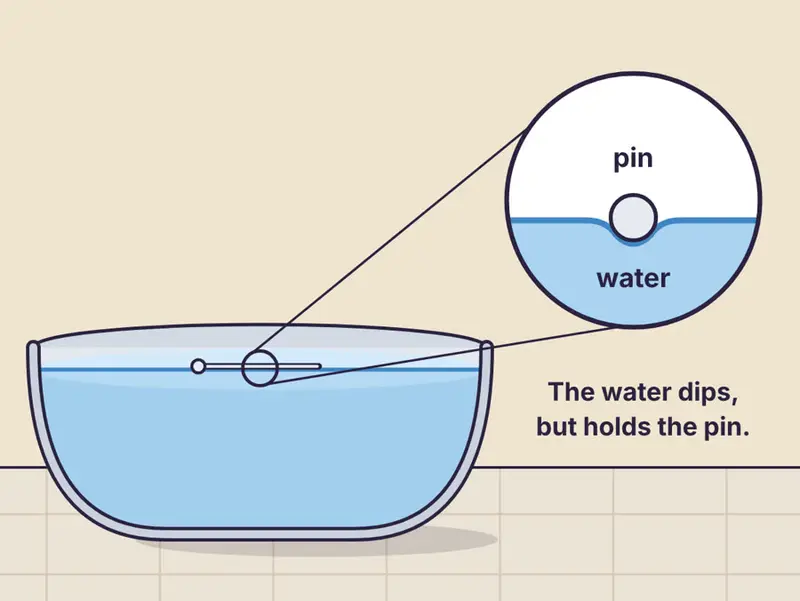 pin
water
The water dips,
but holds the pin.